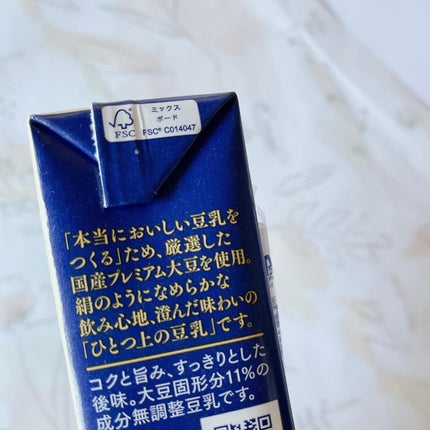 ミックス
ボード
FSC
FSC® C014047
「本当においしい豆乳を
つくる」ため、厳選した
国産プレミアム大豆を使用。
絹のようになめらかな
飲み心地、澄んだ味わいの
「ひとつ上の豆乳」です。
コクと旨み、すっきりとした
後味。大豆固形分11%の
成分無調整豆乳です。